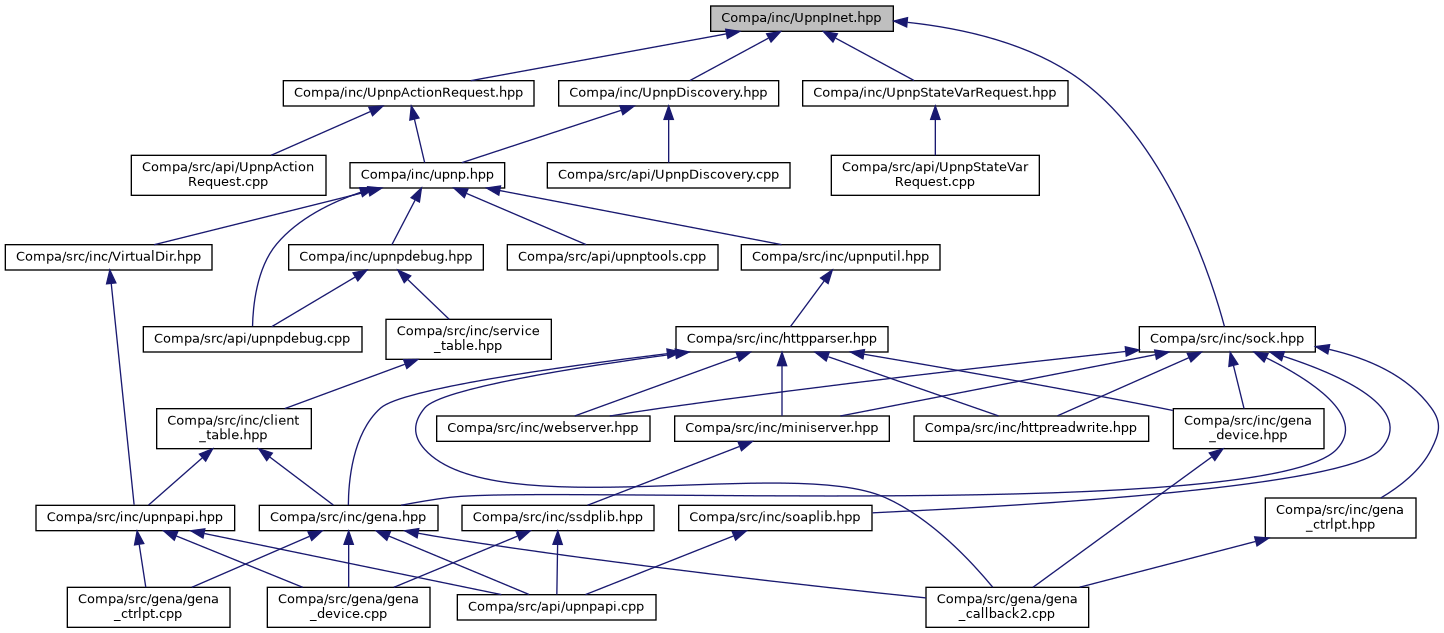 Compa/inc/UpnpInet.hpp
Compa/inc/UpnpActionRequest.hpp
Compa/inc/UpnpDiscovery.hpp
Compa/inc/UpnpStateVarRequest.hpp
Compa/src/api/UpnpAction
Request.cpp
Compa/inc/upnp.hpp
Compa/src/api/UpnpDiscovery.cpp
Compa/src/api/UpnpStateVar
Request.cpp
Compa/src/inc/VirtualDir.hpp
Compa/inc/upnpdebug.hpp
Compa/src/api/upnptools.cpp
Compa/src/inc/upnputil.hpp
Compa/src/api/upnpdebug.cpp
Compa/src/inc/service
_table.hpp
Compa/src/inc/httpparser.hpp
Compa/src/inc/sock.hpp
Compa/src/inc/client
_table.hpp
Compa/src/inc/webserver.hpp
Compa/src/inc/miniserver.hpp
Compa/src/inc/httpreadwrite.hpp
Compa/src/inc/gena
_device.hpp
Compa/src/inc/upnpapi.hpp
Compa/src/inc/gena.hpp
Compa/src/inc/ssdplib.hpp
Compa/src/inc/soaplib.hpp
Compa/src/inc/gena
_ctrlpt.hpp
Compa/src/gena/gena
_ctrlpt.cpp
Compa/src/gena/gena
_device.cpp
Compa/src/api/upnpapi.cpp
Compa/src/gena/gena
_callback2.cpp